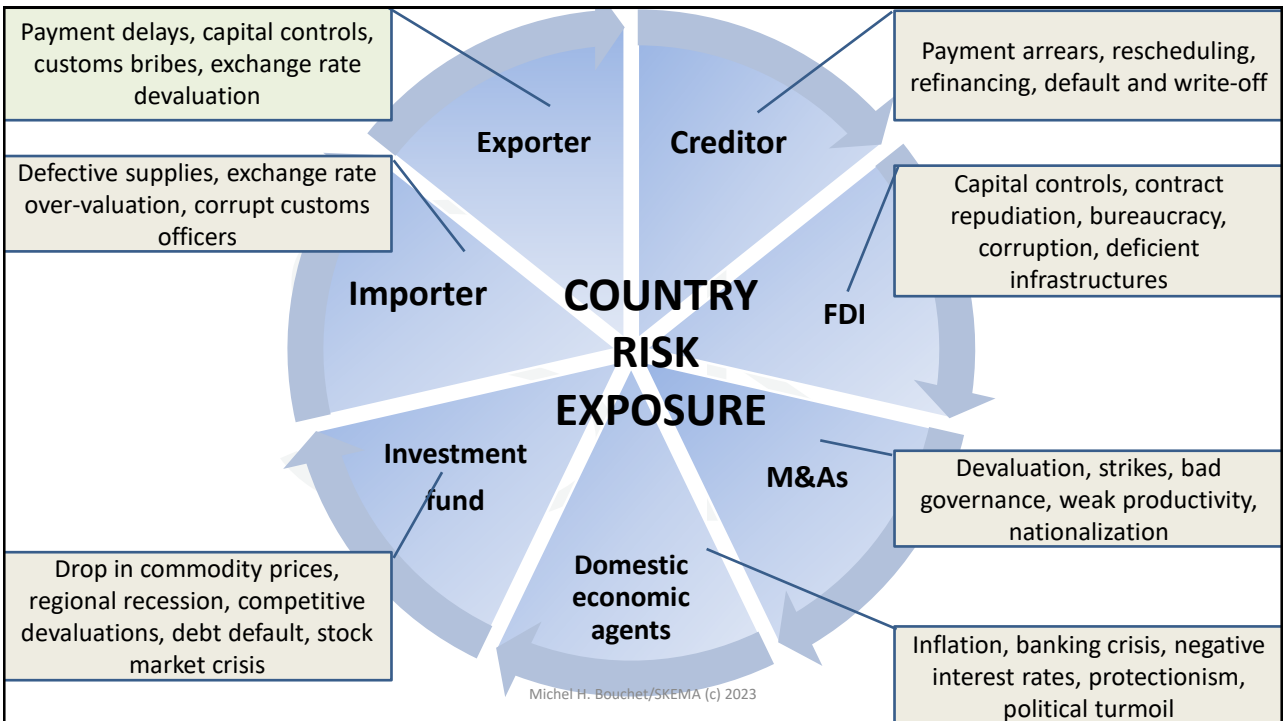 Payment delays, capital controls,
customs bribes, exchange rate
devaluation
Payment arrears, rescheduling,
refinancing, default and write-off
Exporter
Creditor
Defective supplies, exchange rate
over-valuation, corrupt customs
officers
Capital controls, contract
repudiation, bureaucracy,
corruption, deficient
infrastructures
Importer
COUNTRY
RISK
EXPOSURE
FDI
Investment
fund
M&As
Devaluation, strikes, bad
governance, weak productivity,
nationalization
Domestic
economic
agents
Drop in commodity prices,
regional recession, competitive
devaluations, debt default, stock
market crisis
Inflation, banking crisis, negative
interest rates, protectionism,
political turmoil
Michel H. Bouchet/SKEMA (c) 2023